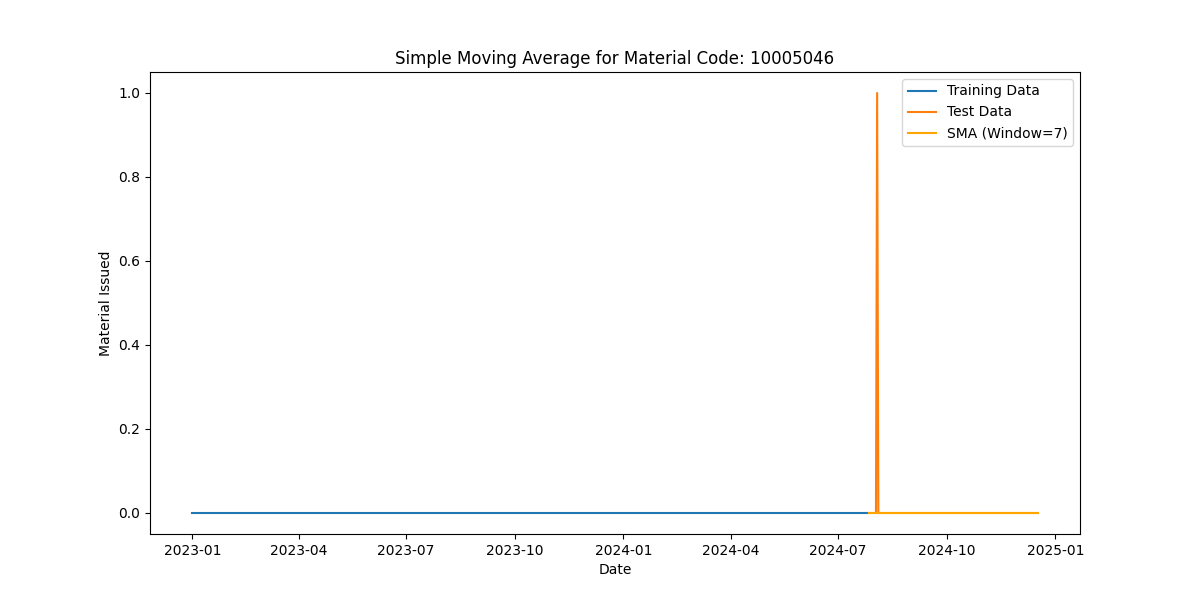 Simple Moving Average for Material Code: 10005046
Training Data
Test Data
SMA (Window=7)
Material Issued
1.0
0.8
0.6
0.4
0.2
0.0
2023-01 2023-04 2023-07 2023-10 2024-01 2024-04 2024-07 2024-10 2025-01
Date